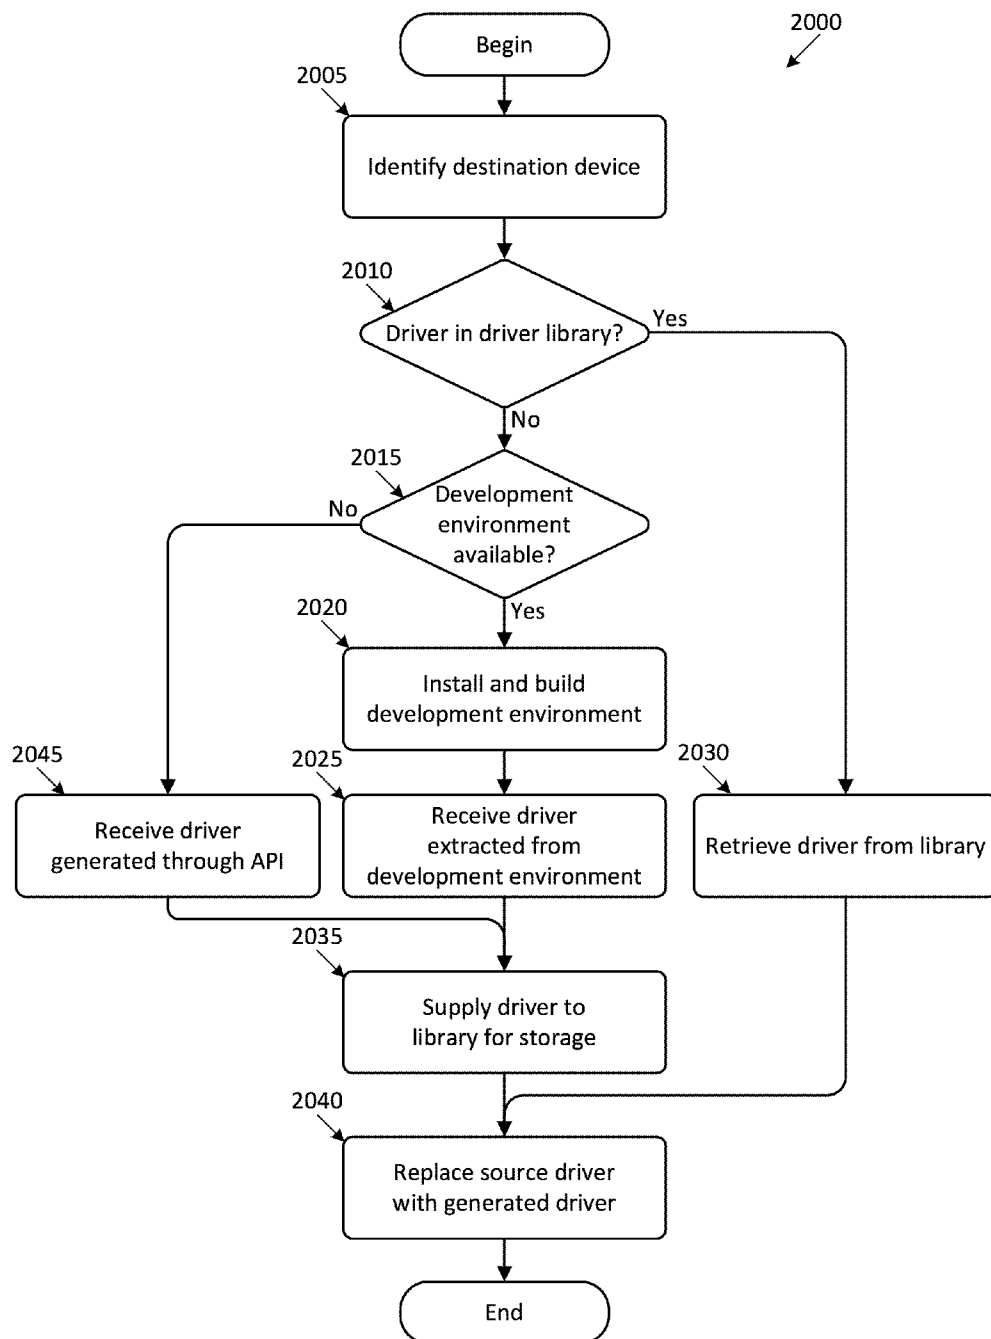 Begin
2000
2005
Identify destination device
2010
Driver in driver library?
Yes
No
2015
Development
environment
available?
No
Yes
2020
Install and build
development environment
2045
Receive driver
generated through API
2025
Receive driver
extracted from
development environment
2030
Retrieve driver from library
2035
Supply driver to
library for storage
2040
Replace source driver
with generated driver
End